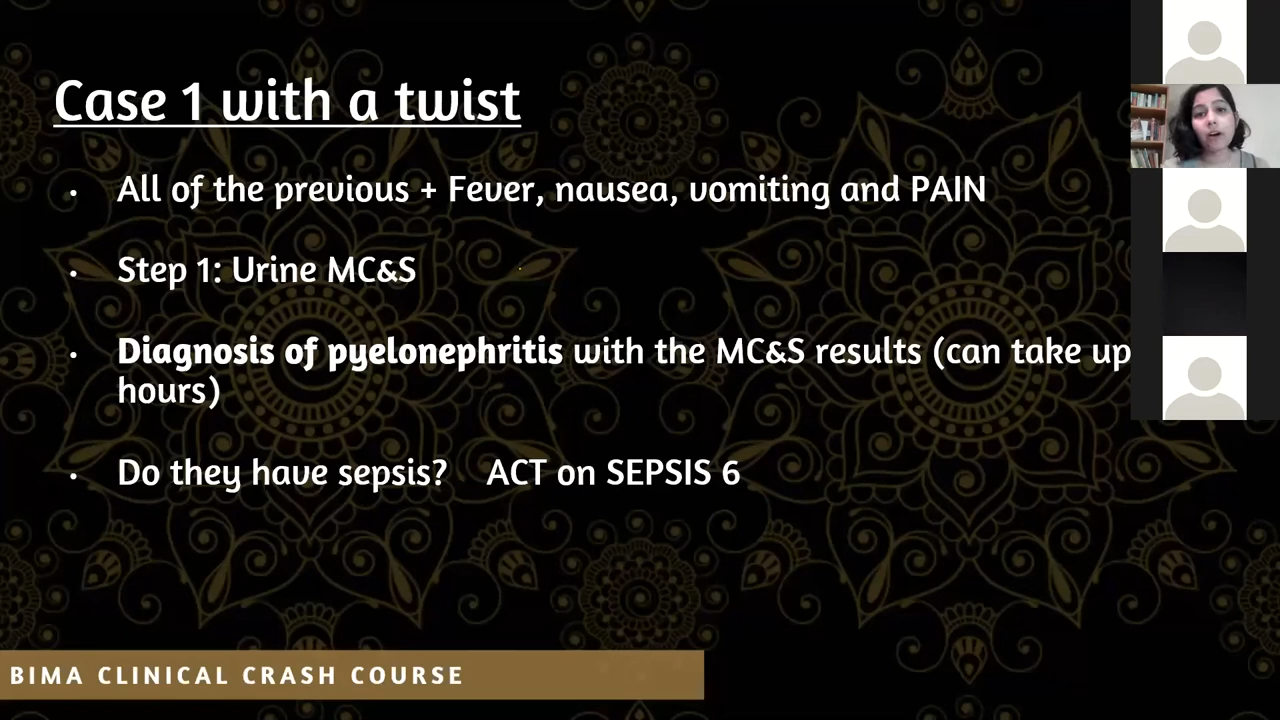 Case 1 with a twist
• All of the previous + Fever, nausea, vomiting and PAIN
• Step 1: Urine MC&S
• Diagnosis of pyelonephritis with the MC&S results (can take up
hours)
• Do they have sepsis? ACT on SEPSIS 6
BIMA CLINICAL CRASH COURSE